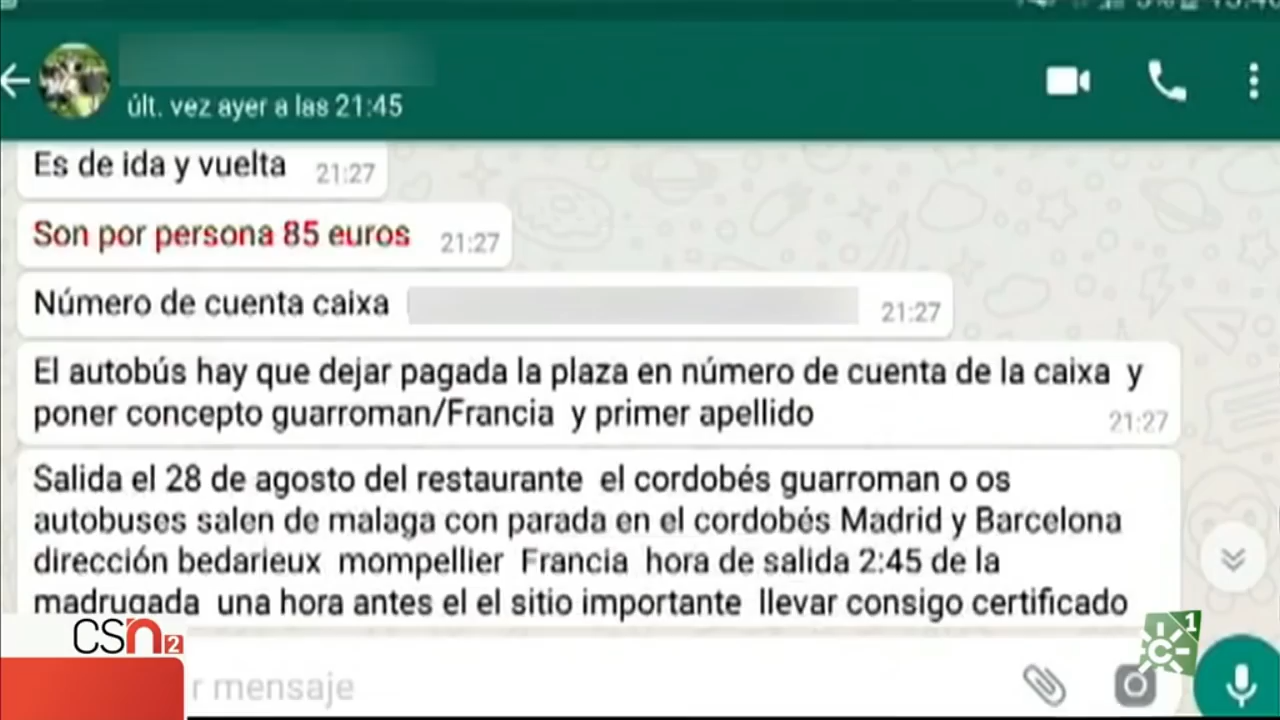 últ. vez ayer a las 21:45
Es de ida y vuelta 21:27
Son por persona 85 euros 21:27
Número de cuenta caixa 21:27
El autobús hay que dejar pagada la plaza en número de cuenta de la caixa y
poner concepto guarroman/Francia y primer apellido 21:27
Salida el 28 de agosto del restaurante el cordobés guarroman o os
autobuses salen de malaga con parada en el cordobés Madrid y Barcelona
dirección bedarieux mompellier Francia hora de salida 2:45 de la
madrugada una hora antes el el sitio importante llevar consigo certificado
r mensaje
CSn2
1